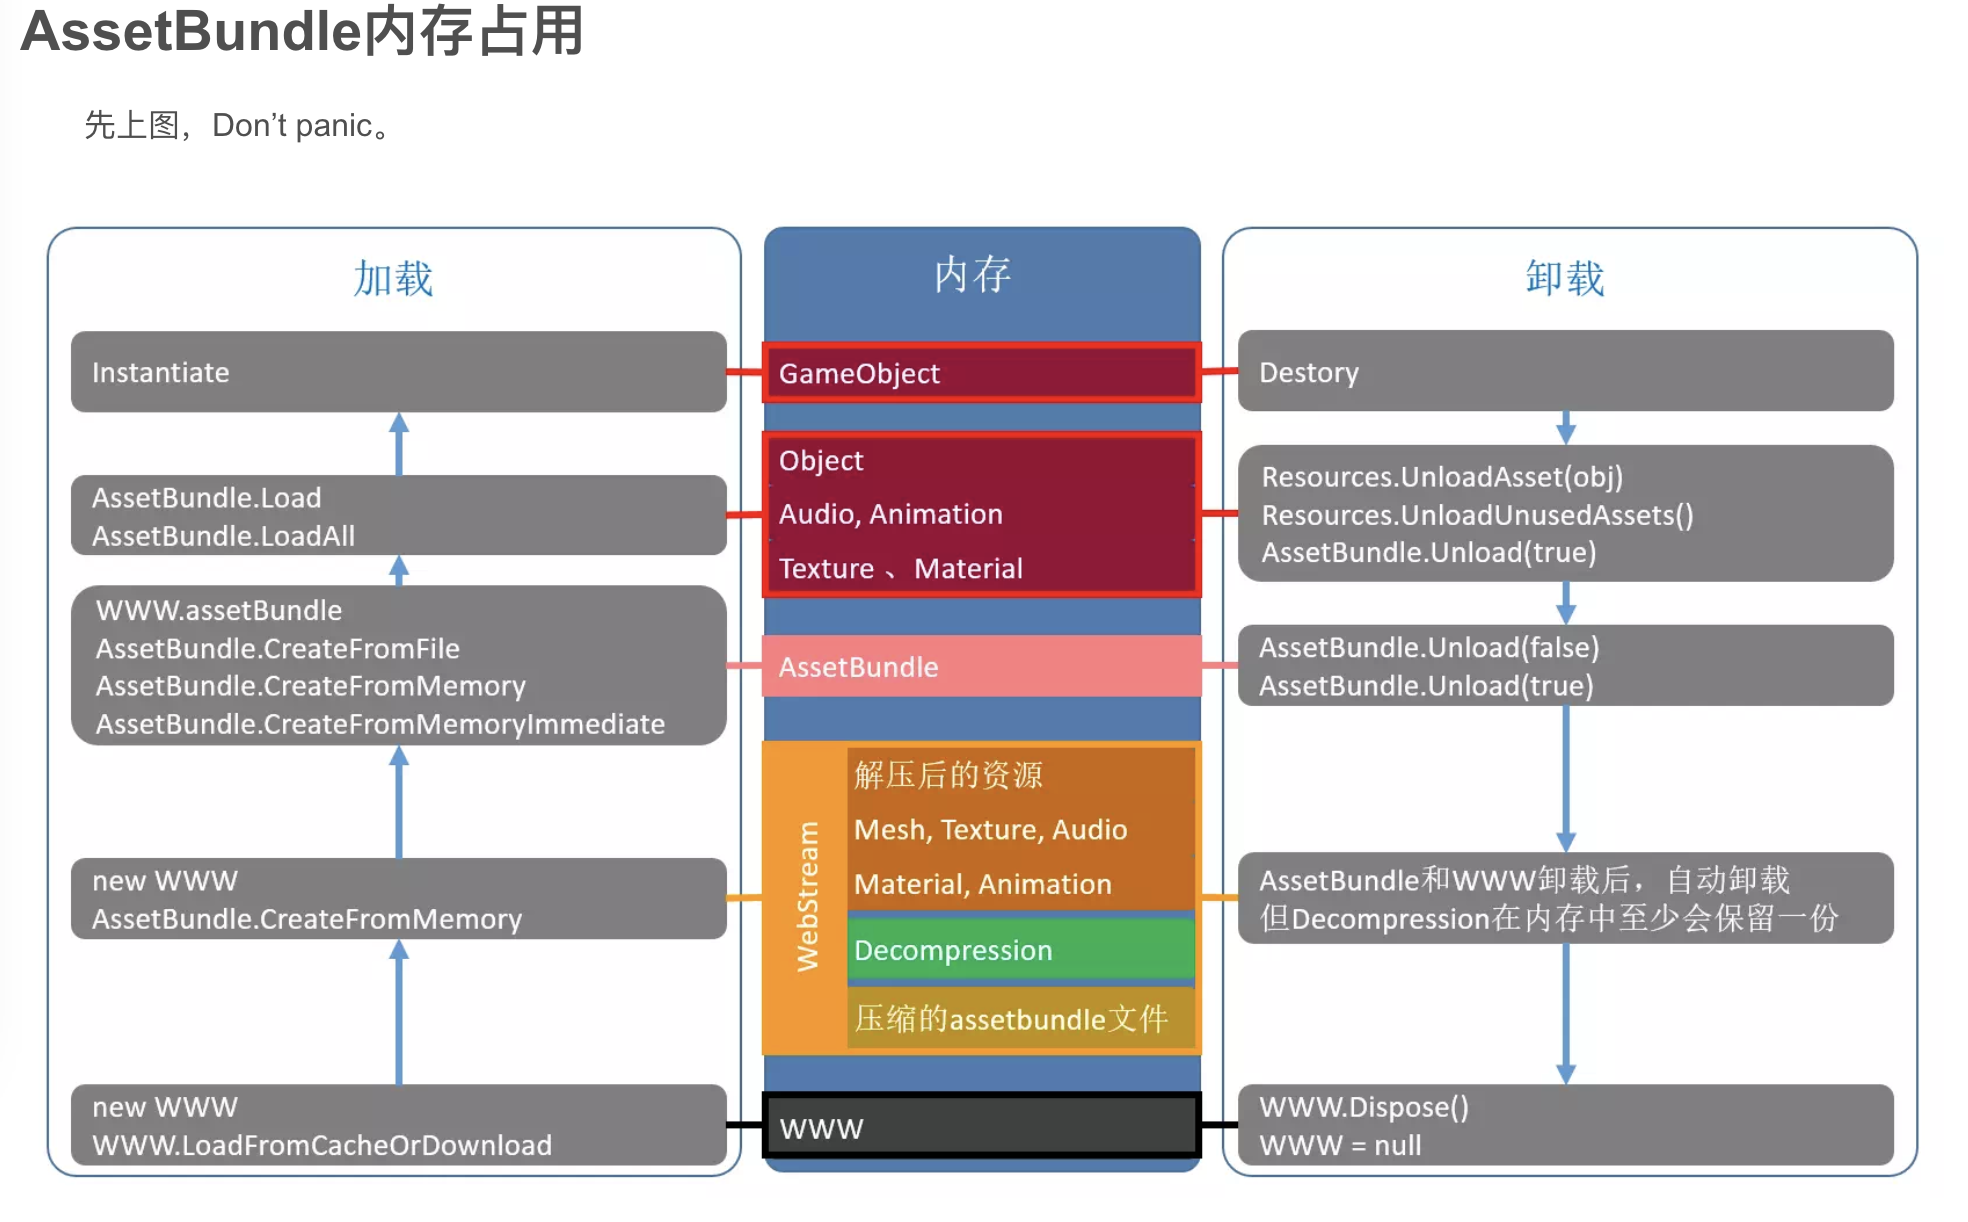 AssetBundle内存占用
先上图，Don’t panic。
加载
Instantiate
AssetBundle.Load
AssetBundle.LoadAll
WWW.assetBundle
AssetBundle.CreateFromFile
AssetBundle.CreateFromMemory
AssetBundle.CreateFromMemoryImmediate
new WWW
AssetBundle.CreateFromMemory
new WWW
WWW.LoadFromCacheOrDownload
内存
GameObject
Object
Audio, Animation
Texture 、 Material
AssetBundle
WebStream
解压后的资源
Mesh, Texture, Audio
Material, Animation
Decompression
压缩的assetbundle文件
WWW
卸载
Destory
Resources.UnloadAsset(obj)
Resources.UnloadUnusedAssets()
AssetBundle.Unload(true)
AssetBundle.Unload(false)
AssetBundle.Unload(true)
AssetBundle和WWW卸载后，自动卸载
但Decompression在内存中至少会保留一份
WWW.Dispose()
WWW = null